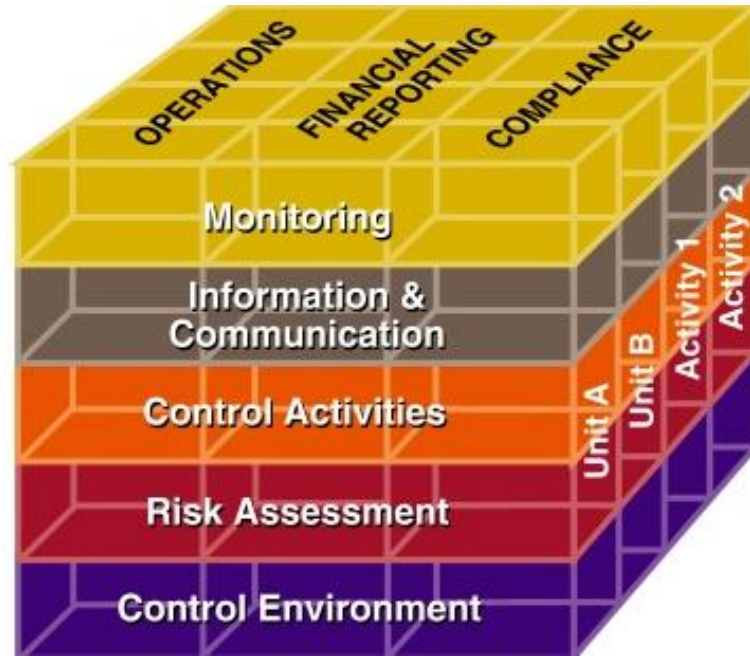 OPERATIONS
FINANCIAL
REPORTING
COMPLIANCE
Monitoring
Information &
Communication
Control Activities
Risk Assessment
Control Environment
Unit A
Unit B
Activity 1
Activity 2